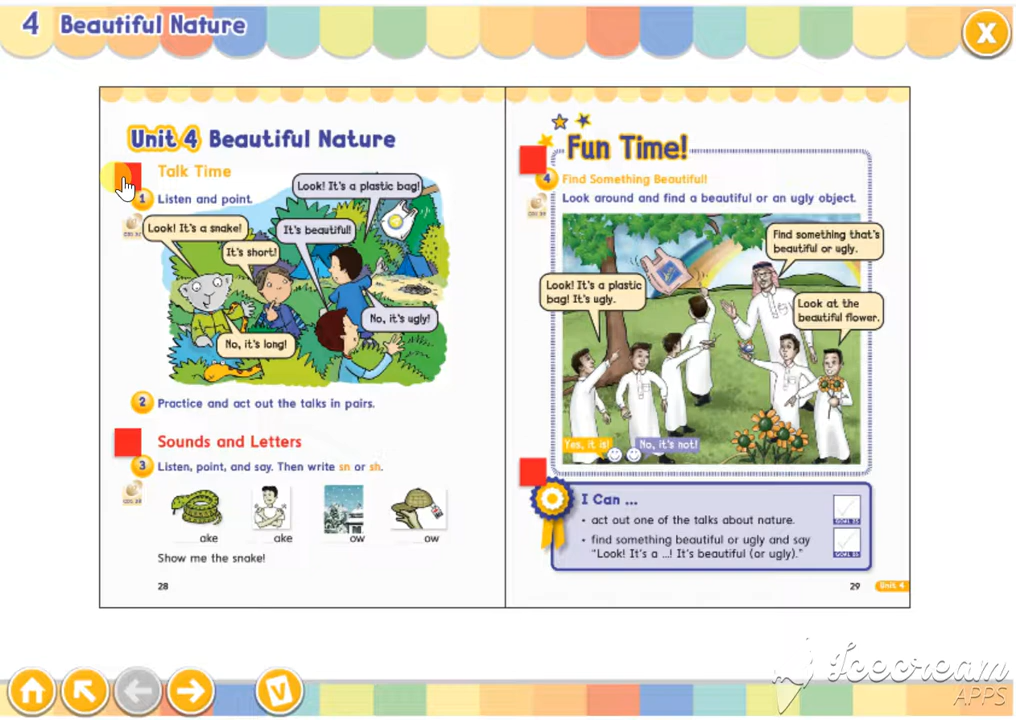 4 Beautiful Nature
X
Unit 4 Beautiful Nature
Talk Time
1 Listen and point.
Look! It's a plastic bag!
Look! It's a snake!
It's beautiful!
It's short!
No, it's ugly!
No, it's long!
2 Practice and act out the talks in pairs.
Sounds and Letters
3 Listen, point, and say. Then write sn or sh.
__ake __ake __ow __ow
Show me the snake!
28
Fun Time!
4 Find Something Beautiful!
Look around and find a beautiful or an ugly object.
Find something that's
beautiful or ugly.
Look! It's a plastic
bag! It's ugly.
Look at the
beautiful flower.
Yes, it is!
No, it's not!
I Can ...
• act out one of the talks about nature.
• find something beautiful or ugly and say
"Look! It's a ...! It's beautiful (or ugly)."
29 Unit 4
V
Icecream
APPS